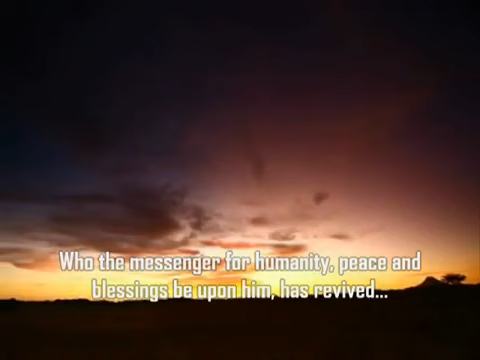 Who the messenger for humanity, peace and
blessings be upon him, has revived...